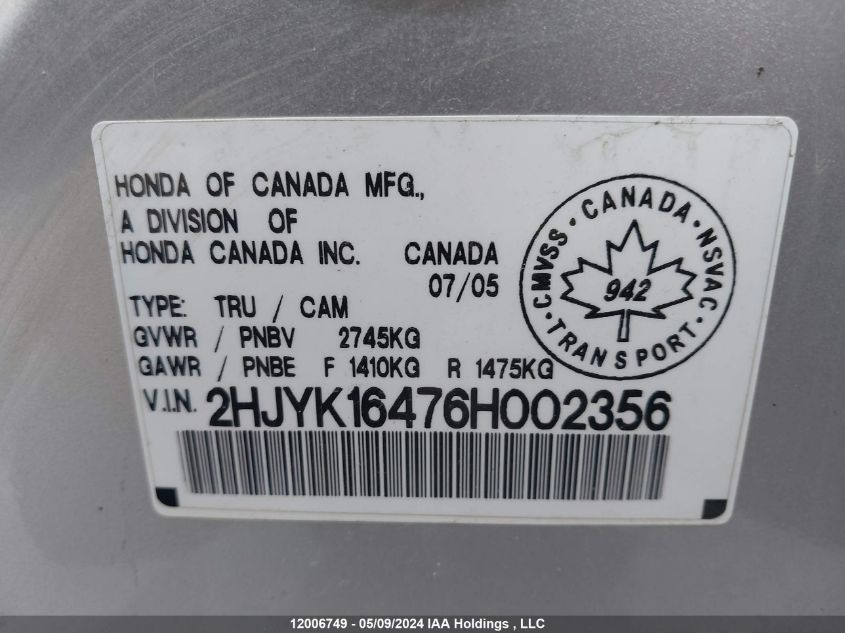 HONDA OF CANADA MFG.,
A DIVISION OF
HONDA CANADA INC. CANADA
07/05
TYPE: TRU / CAM
GVWR / PNBV 2745KG
GAWR / PNBE F 1410KG R 1475KG
V.I.N. 2HJYK16476H002356
CMVSS · CANADA · NSVAC · TRANSPORT ·
942
12006749 - 05/09/2024 IAA Holdings , LLC